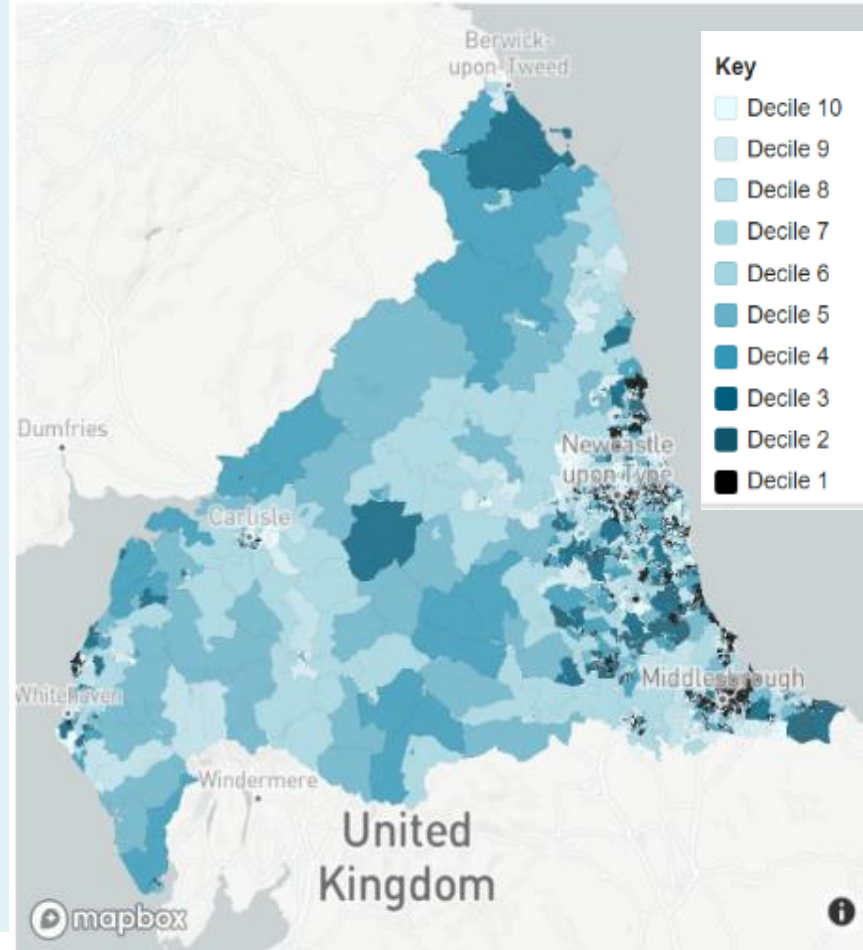 Berwick-
upon-Tweed
Key
Decile 10
Decile 9
Decile 8
Decile 7
Decile 6
Decile 5
Decile 4
Decile 3
Decile 2
Decile 1
Dumfries
Newcastle
upon Tyne
Carlisle
Whitehaven
Middlesbrough
Windermere
United
Kingdom
mapbox
i